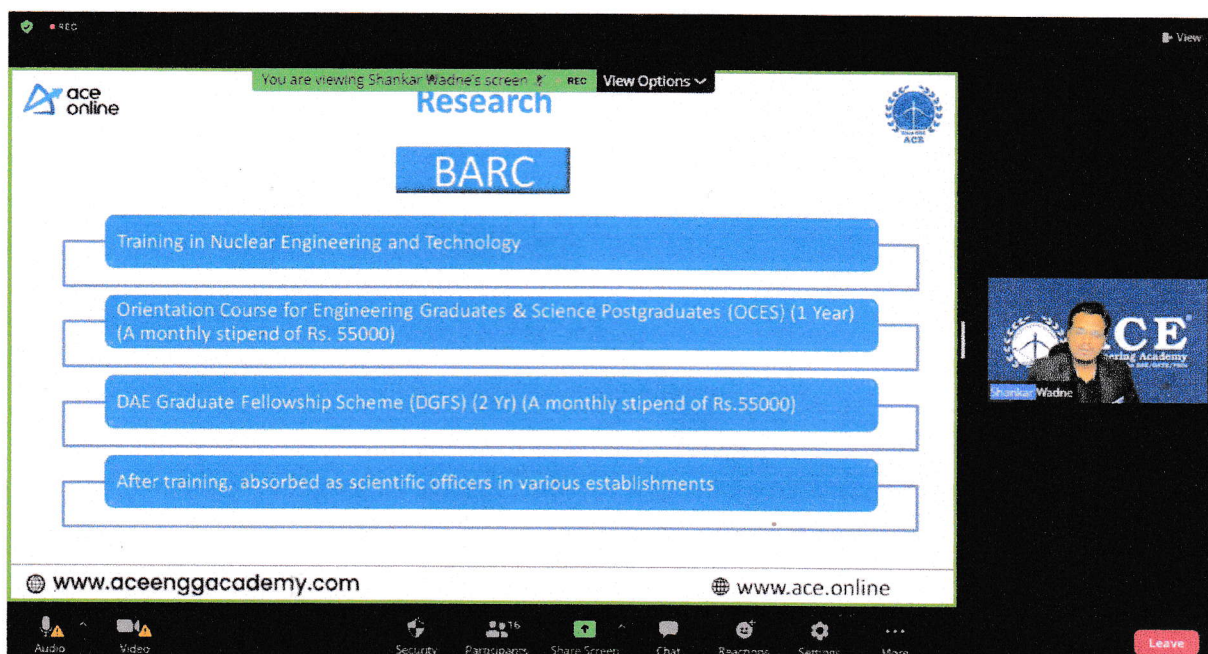 REC
View
You are viewing Shankar Wadne's screen REC View Options
ace
online
Research
ACE
BARC
Training in Nuclear Engineering and Technology
Orientation Course for Engineering Graduates & Science Postgraduates (OCES) (1 Year)
(A monthly stipend of Rs. 55000)
DAE Graduate Fellowship Scheme (DGFS) (2 Yr) (A monthly stipend of Rs.55000)
After training, absorbed as scientific officers in various establishments
www.aceenggacademy.com
www.ace.online
ACE
Engineering Academy
Shankar Wadne
Audio Video Security Participants 16 Share Screen Chat Reactions Settings More Leave